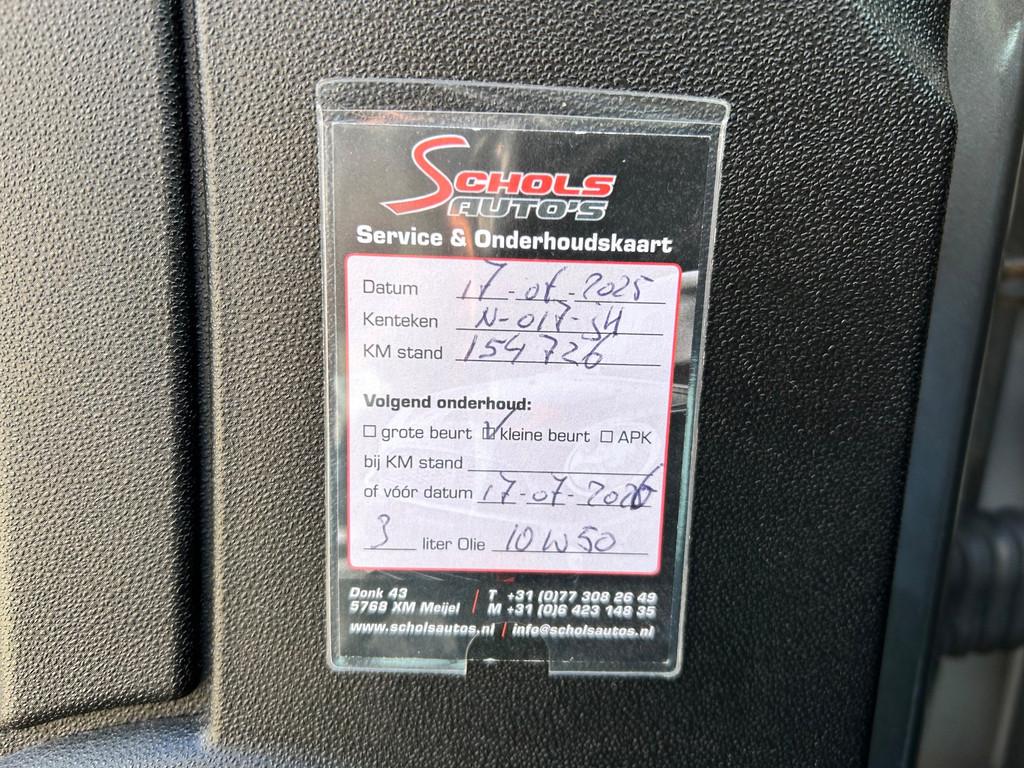 SCHOLS
AUTO'S
Service & Onderhoudskaart
Datum 17-07-2025
Kenteken N-017-JH
KM stand 154726
Volgend onderhoud:
☐ grote beurt ☑ kleine beurt ☐ APK
bij KM stand
of vóór datum 17-07-2026
3 liter Olie 10W50
Donk 43 / T +31 (0)77 308 26 49
5768 XM Meijel / M +31 (0)6 423 148 35
www.scholsautos.nl / info@scholsautos.nl